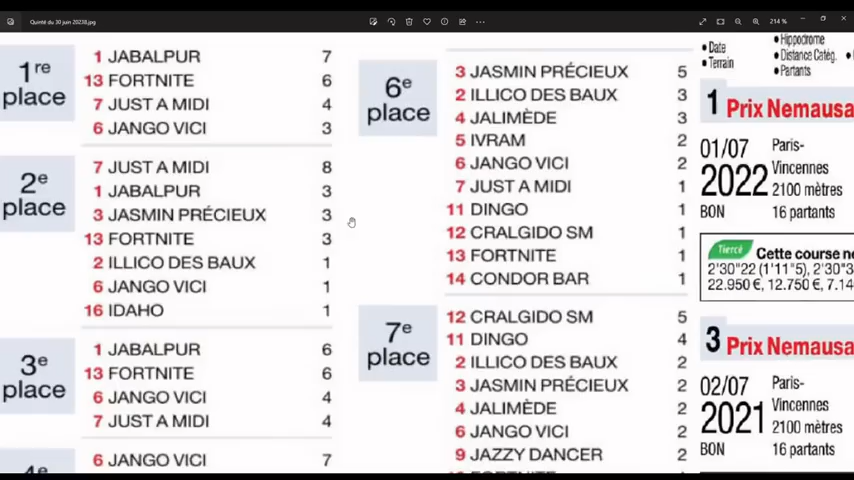 Quinté du 30 juin 20238.jpg
214 %
1re place
1 JABALPUR 7
13 FORTNITE 6
7 JUST A MIDI 4
6 JANGO VICI 3
2e place
7 JUST A MIDI 8
1 JABALPUR 3
3 JASMIN PRÉCIEUX 3
13 FORTNITE 3
2 ILLICO DES BAUX 1
6 JANGO VICI 1
16 IDAHO 1
3e place
1 JABALPUR 6
13 FORTNITE 6
6 JANGO VICI 4
7 JUST A MIDI 4
4e
6 JANGO VICI 7
6e place
3 JASMIN PRÉCIEUX 5
2 ILLICO DES BAUX 3
4 JALIMÈDE 3
5 IVRAM 2
6 JANGO VICI 2
7 JUST A MIDI 1
11 DINGO 1
12 CRALGIDO SM 1
13 FORTNITE 1
14 CONDOR BAR 1
7e place
12 CRALGIDO SM 5
11 DINGO 4
2 ILLICO DES BAUX 2
3 JASMIN PRÉCIEUX 2
4 JALIMÈDE 2
6 JANGO VICI 2
9 JAZZY DANCER 2
FORTNITE
• Date
• Terrain
• Hippodrome
• Distance Catég.
• Partants
1 Prix Nemausa
01/07
2022
BON
Paris-
Vincennes
2100 mètres
16 partants
Tiercé Cette course ne
2'30"22 (1'11"5), 2'30"3
22.950 €, 12.750 €, 7.14
3 Prix Nemausa
02/07
2021
BON
Paris-
Vincennes
2100 mètres
16 partants